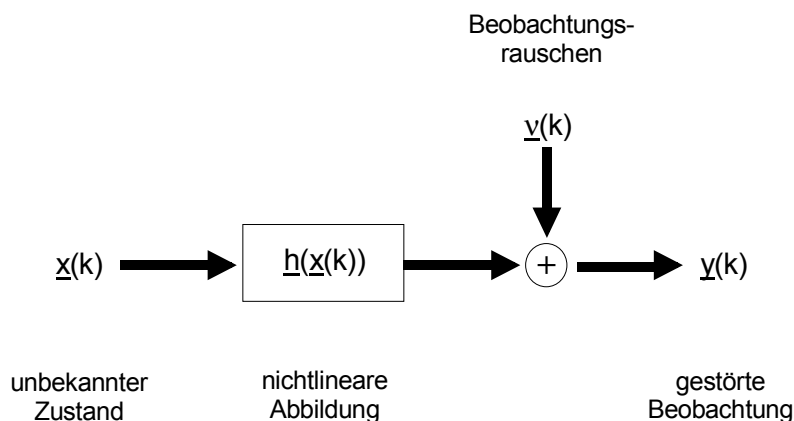 Beobachtungs-
rauschen
ν(k)
x(k)
h(x(k))
+
y(k)
unbekannter
Zustand
nichtlineare
Abbildung
gestörte
Beobachtung